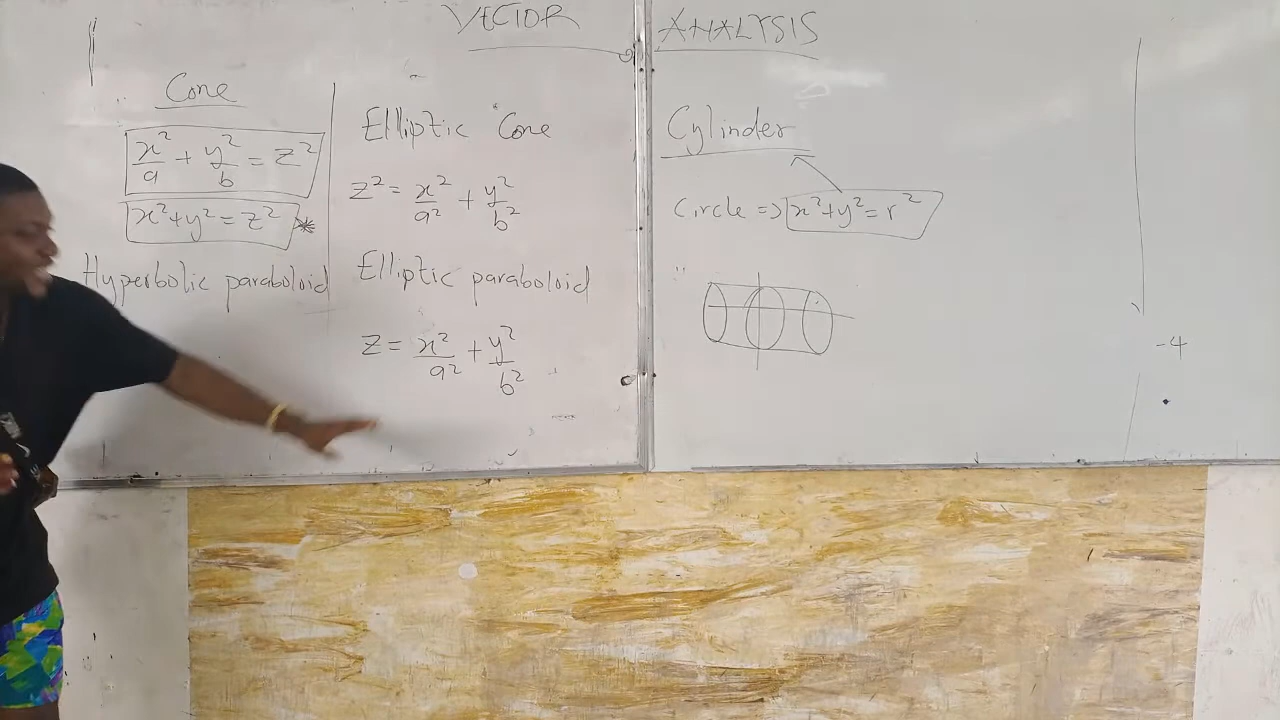 VECTOR ANALYSIS
Cone
x²/a + y²/b = z²
x²+y²=z² *
Hyperbolic paraboloid
Elliptic Cone
z² = x²/a² + y²/b²
Elliptic paraboloid
z = x²/a² + y²/b²
Cylinder
Circle => x²+y²=r²
-4